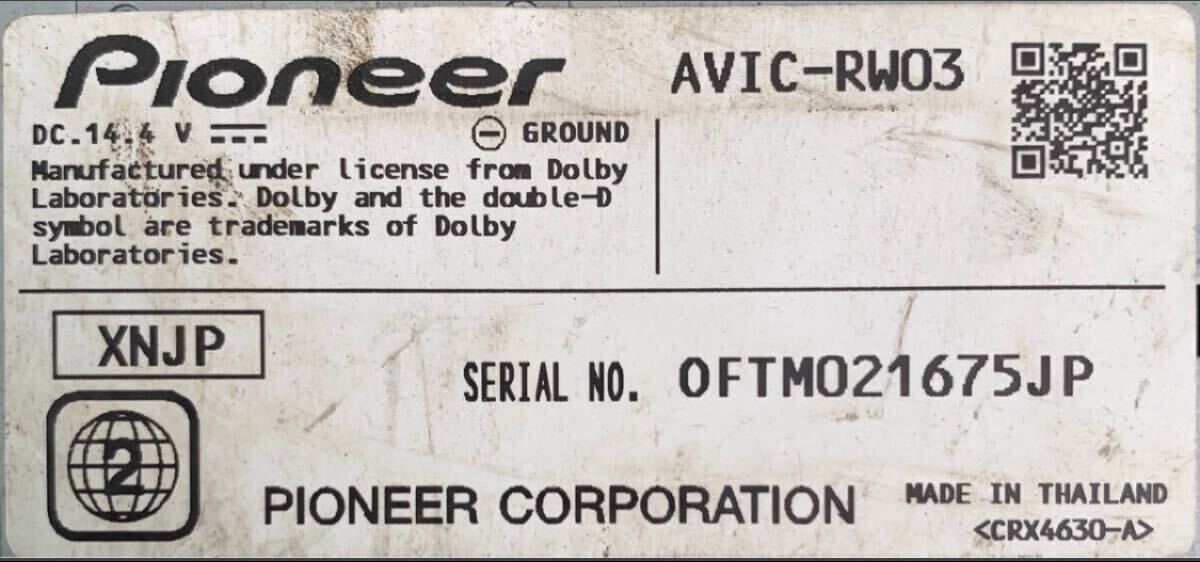 Pioneer
AVIC-RW03
DC.14.4 V
GROUND
Manufactured under license from Dolby
Laboratories. Dolby and the double-D
symbol are trademarks of Dolby
Laboratories.
XNJP
SERIAL NO. OFTM021675JP
2
PIONEER CORPORATION
MADE IN THAILAND
<CRX4630-A>